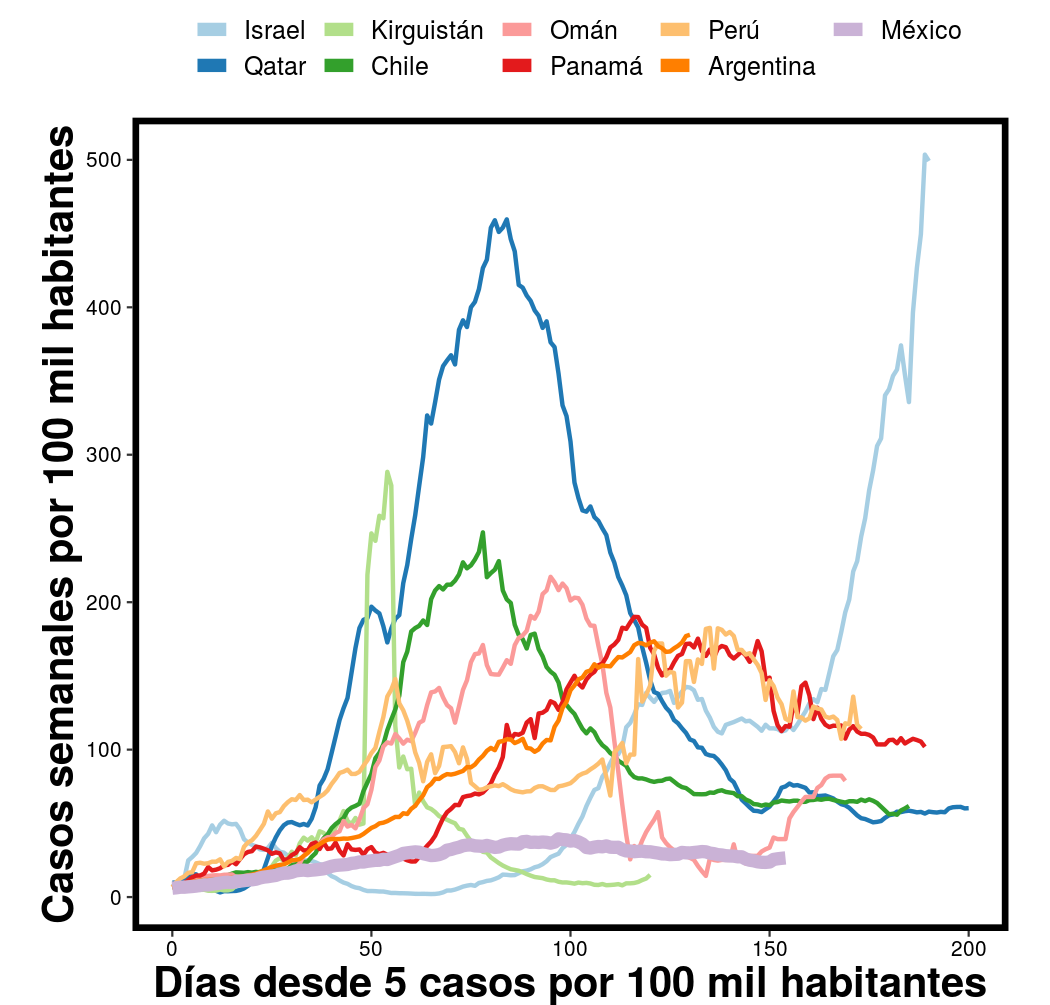 Israel Kirguistán Omán Perú México
Qatar Chile Panamá Argentina
Casos semanales por 100 mil habitantes
500
400
300
200
100
0
0 50 100 150 200
Días desde 5 casos por 100 mil habitantes